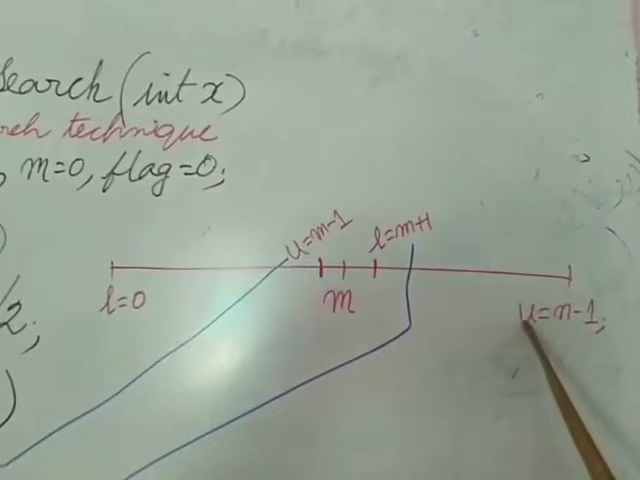 Search (int x)
rch technique
, m=0, flag=0;
)
u=m-1
l=m+1
l=0
m
/2;
u=n-1;
)